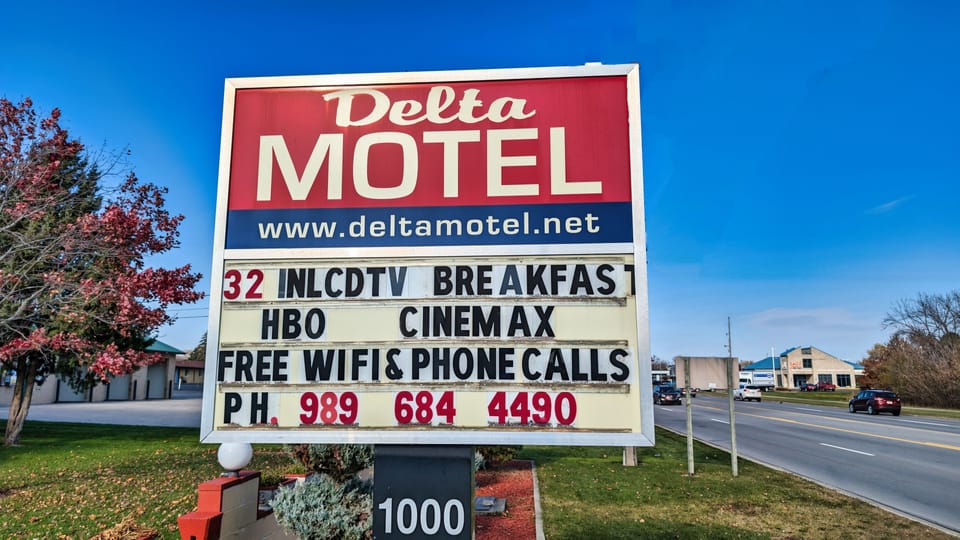 Delta
MOTEL
www.deltamotel.net
32 INLCDTV BREAKFAST
HBO CINEMAX
FREE WIFI & PHONE CALLS
PH. 989 684 4490
1000